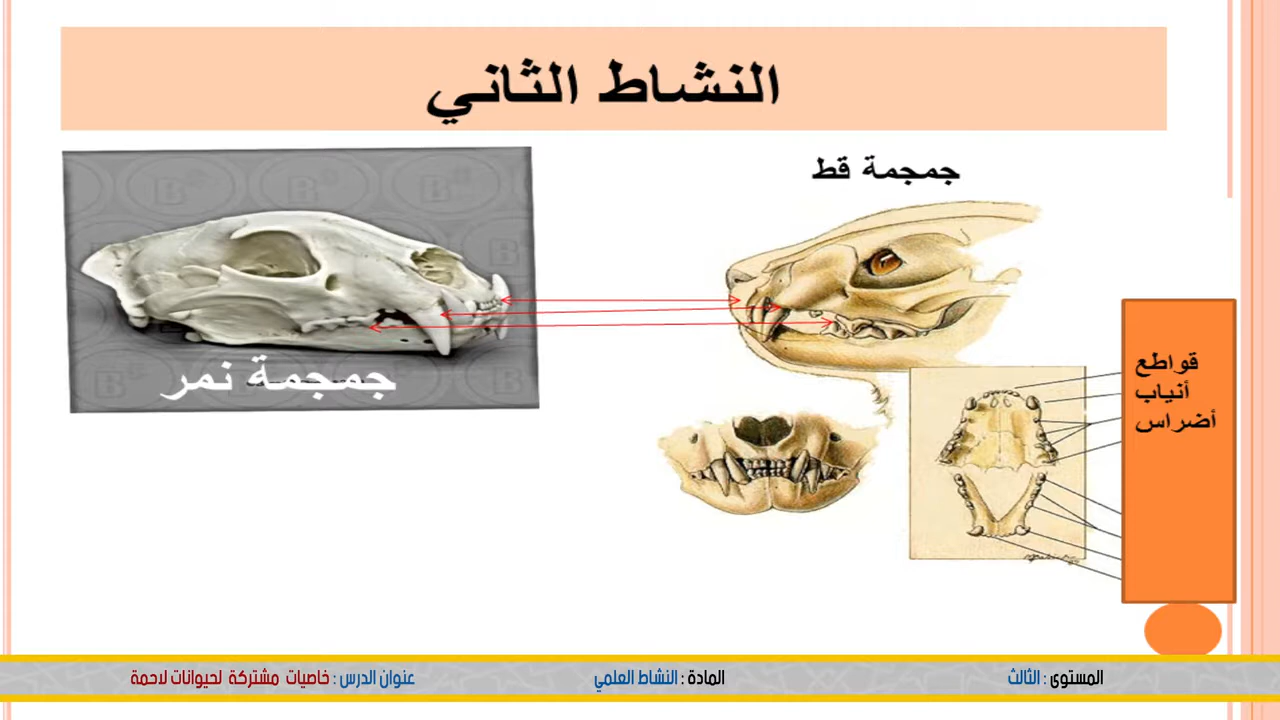 النشاط الثاني
جمجمة قط
جمجمة نمر
قواطع
أنياب
أضراس
المستوى : الثالث
المادة : النشاط العلمي
عنوان الدرس : خاصيات مشتركة لحيوانات لاحمة